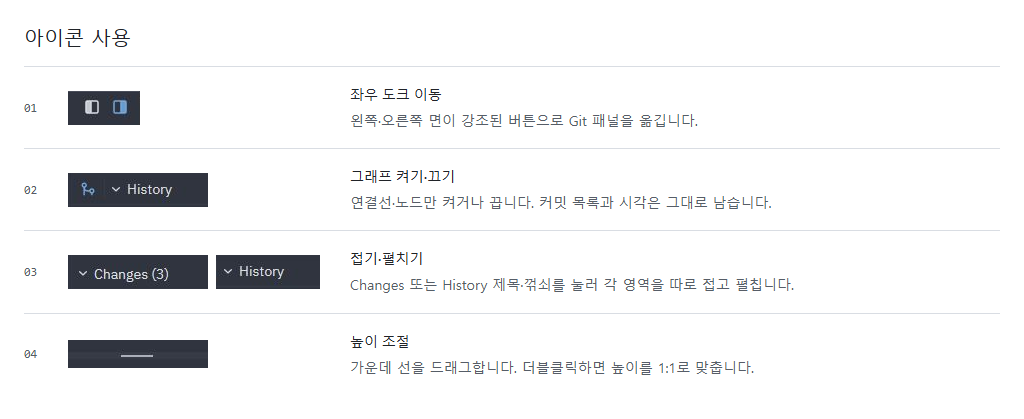 아이콘 사용
01
좌우 도크 이동
왼쪽·오른쪽 면이 강조된 버튼으로 Git 패널을 옮깁니다.
02
History
그래프 켜기·끄기
연결선·노드만 켜거나 끕니다. 커밋 목록과 시각은 그대로 남습니다.
03
Changes (3)
History
접기·펼치기
Changes 또는 History 제목·꺾쇠를 눌러 각 영역을 따로 접고 펼칩니다.
04
높이 조절
가운데 선을 드래그합니다. 더블클릭하면 높이를 1:1로 맞춥니다.